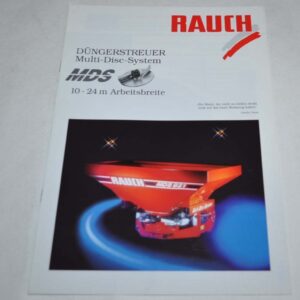 RAUCH
DÜNGERSTREUER
Multi-Disc-System
MDS
10 - 24 m Arbeitsbreite
RAUCH